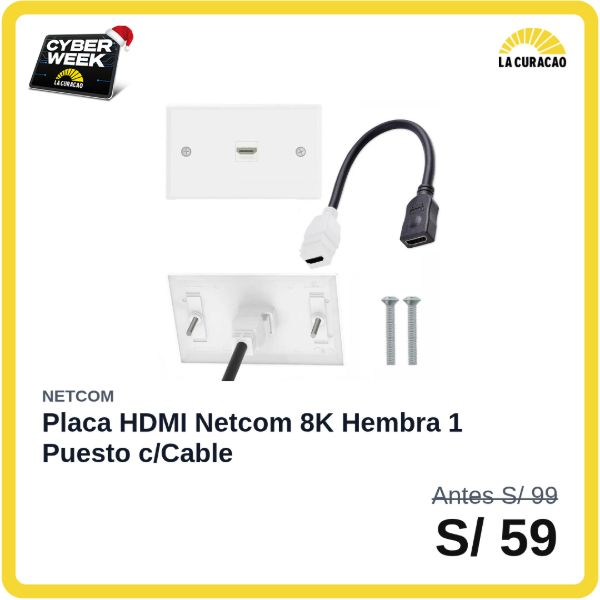 CYBER
WEEK
LA CURACAO
LA CURACAO
NETCOM
Placa HDMI Netcom 8K Hembra 1
Puesto c/Cable
Antes S/ 99
S/ 59